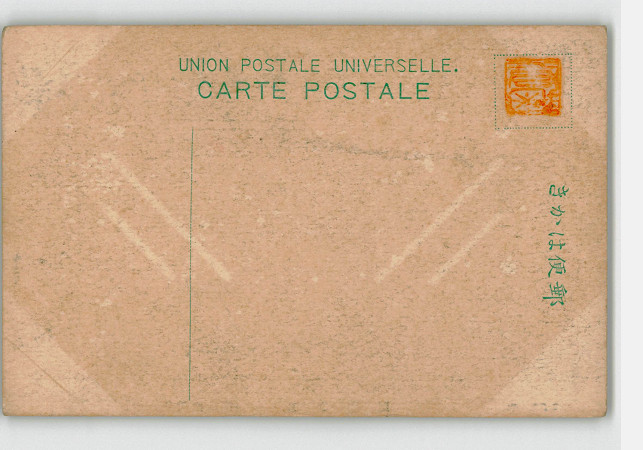 UNION POSTALE UNIVERSELLE.
CARTE POSTALE
郵便はかき